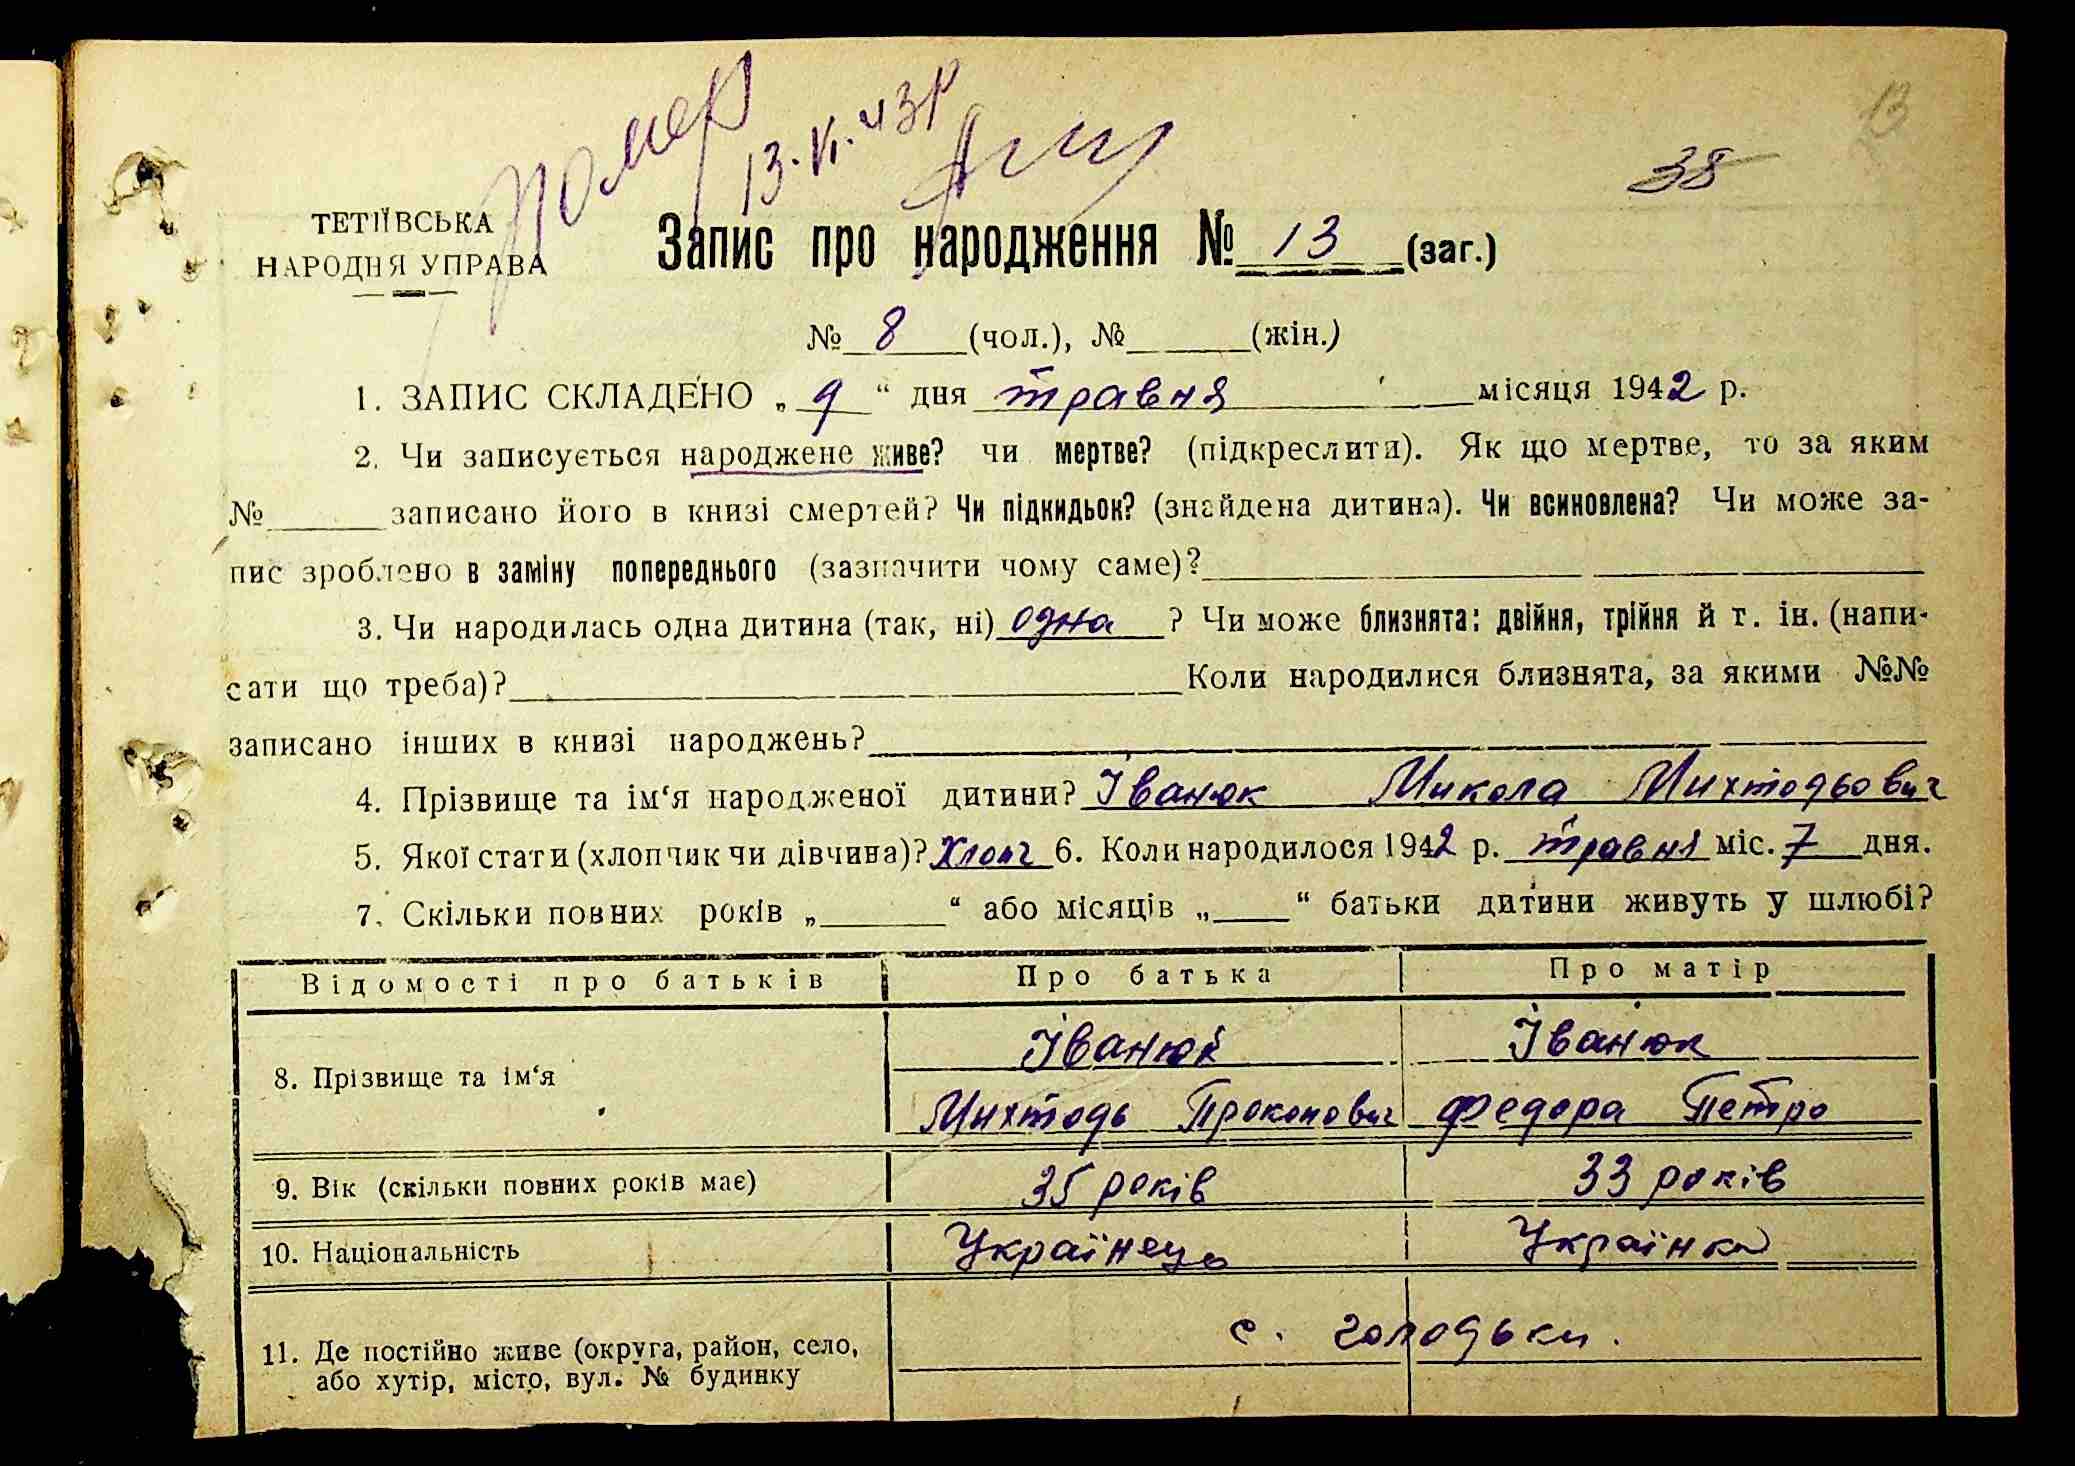 13
Помер
13.VI.43р
38
ТЕТІЇВСЬКА
НАРОДНЯ УПРАВА
Запис про народження № 13 (заг.)
№ 8 (чол.), № (жін.)
1. ЗАПИС СКЛАДЕНО „ 9 “ дня травня місяця 1942 р.
2. Чи записується народжене живе? чи мертве? (підкреслити). Як що мертве, то за яким
№ записано його в книзі смертей? Чи підкидьок? (знайдена дитина). Чи всиновлена? Чи може за-
пис зроблено в заміну попереднього (зазначити чому саме)?
3. Чи народилась одна дитина (так, ні) одна ? Чи може близнята: двійня, трійня й т. ін. (напи-
сати що треба)? Коли народилися близнята, за якими №№
записано інших в книзі народжень?
4. Прізвище та ім‘я народженої дитини? Іванюк Микола Михтодьович
5. Якої стати (хлопчик чи дівчина)? Хлопч 6. Коли народилося 1942 р. травня міс. 7 дня.
7. Скільки повних років „ “ або місяців „ “ батьки дитини живуть у шлюбі?
Відомості про батьків Про батька Про матір
8. Прізвище та ім‘я
Іванюк Іванюк
Михтодь Прокопович Федора Петро
9. Вік (скільки повних років має) 35 років 33 років
10. Національність Українець Українка
11. Де постійно живе (округа, район, село,
або хутір, місто, вул. № будинку
с. Голодьки.